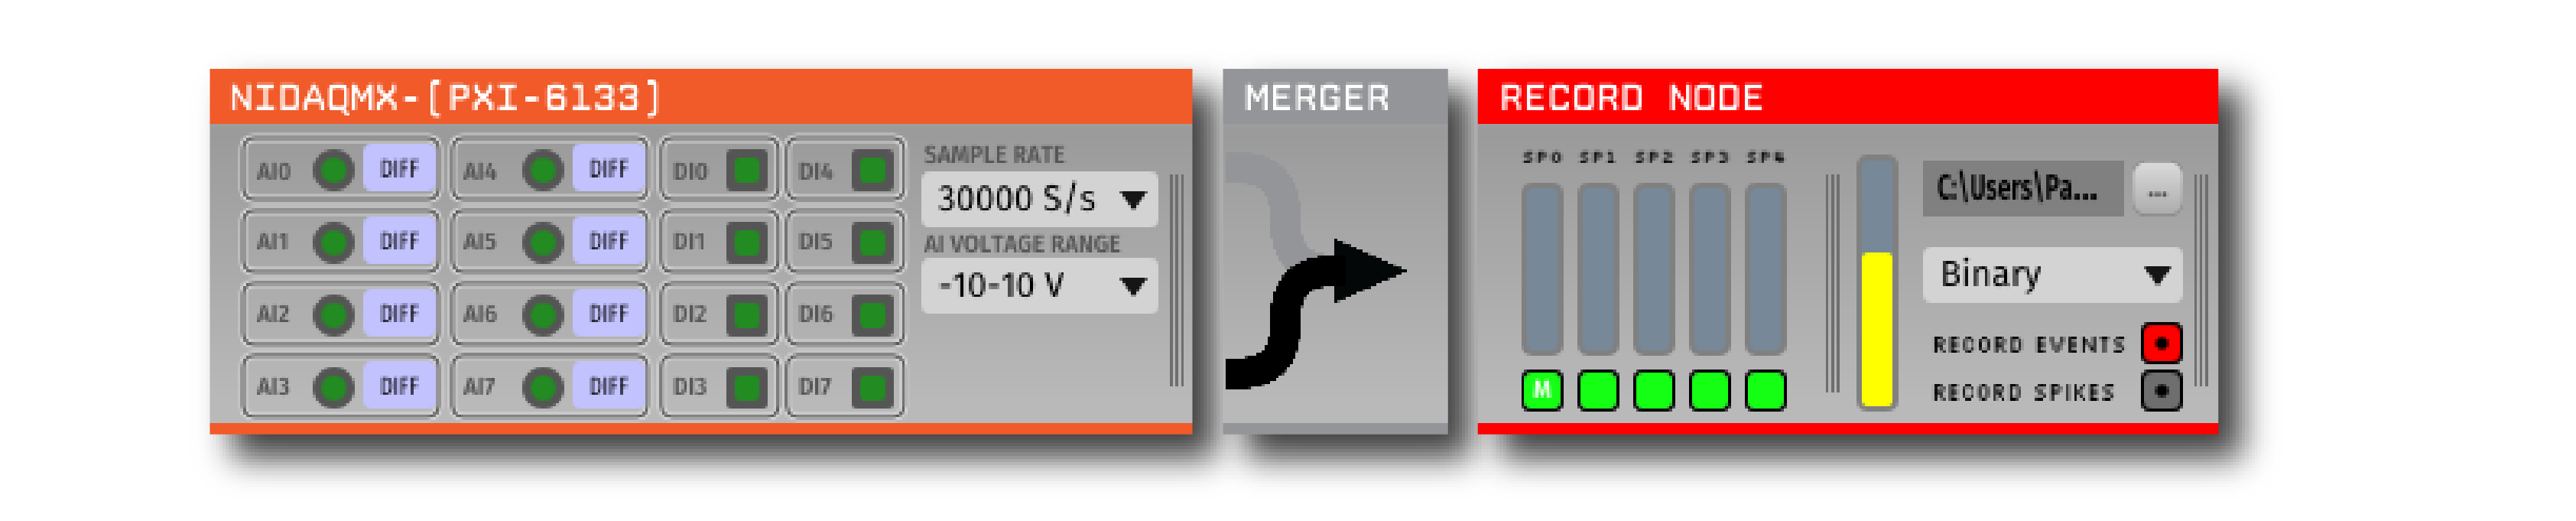 NIDAQMX-[PXI-6133]
AI0 DIFF AI4 DIFF DI0 DI4
AI1 DIFF AI5 DIFF DI1 DI5
AI2 DIFF AI6 DIFF DI2 DI6
AI3 DIFF AI7 DIFF DI3 DI7
SAMPLE RATE
30000 S/s
AI VOLTAGE RANGE
-10-10 V
MERGER
RECORD NODE
SP0 SP1 SP2 SP3 SP4
M
C:\Users\Pa...
...
Binary
RECORD EVENTS
RECORD SPIKES